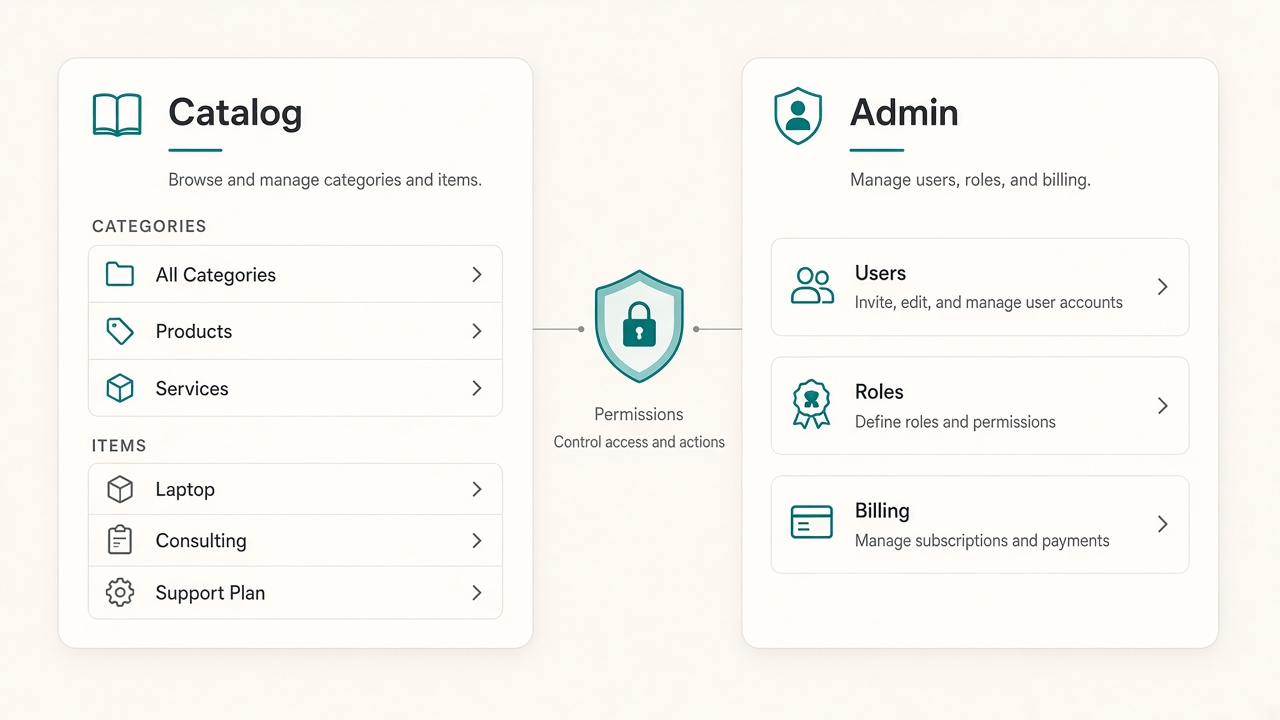 Catalog
Browse and manage categories and items.
CATEGORIES
All Categories
Products
Services
ITEMS
Laptop
Consulting
Support Plan
Permissions
Control access and actions
Admin
Manage users, roles, and billing.
Users
Invite, edit, and manage user accounts
Roles
Define roles and permissions
Billing
Manage subscriptions and payments